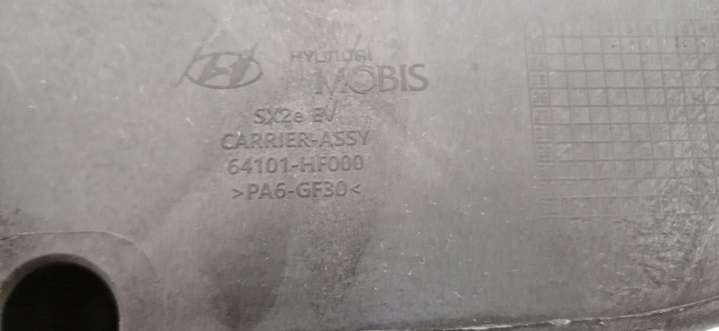 HYUNDAI
MOBIS
SX2e EV
CARRIER-ASSY
64101-HF000
>PA6-GF30<